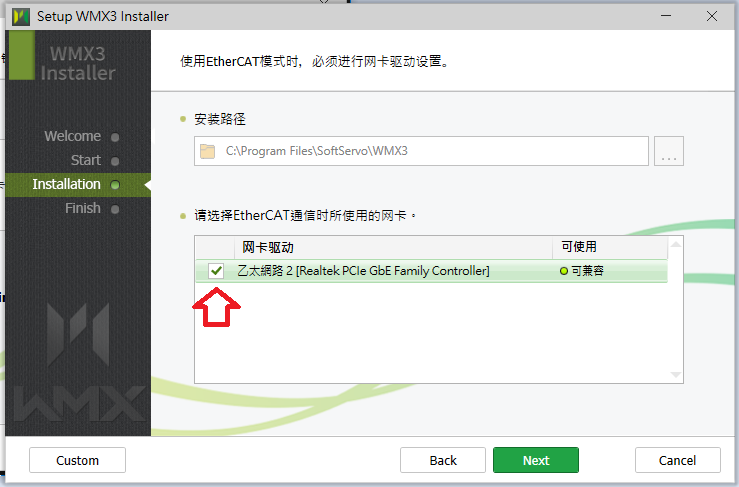 Setup WMX3 Installer
WMX3
Installer
使用EtherCAT模式时，必须进行网卡驱动设置。
安装路径
C:\Program Files\SoftServo\WMX3
...
Welcome
Start
Installation
Finish
请选择EtherCAT通信时所使用的网卡。
网卡驱动
可使用
乙太網路 2 [Realtek PCIe GbE Family Controller]
可兼容
WMX
Custom
Back
Next
Cancel